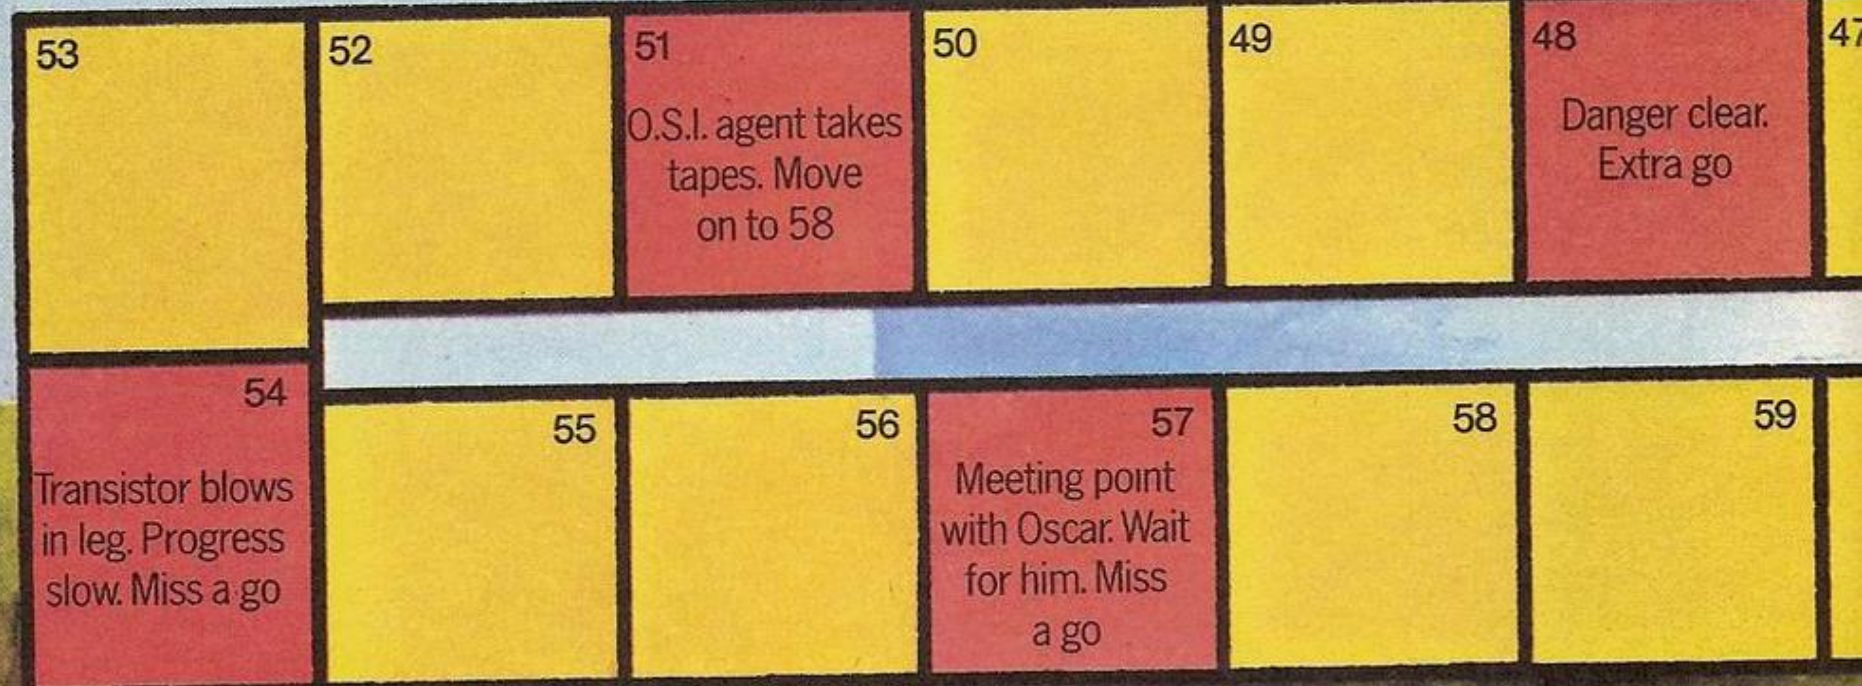 53
52
51
O.S.I. agent takes
tapes. Move
on to 58
50
49
48
Danger clear.
Extra go
47
54
Transistor blows
in leg. Progress
slow. Miss a go
55
56
57
Meeting point
with Oscar. Wait
for him. Miss
a go
58
59